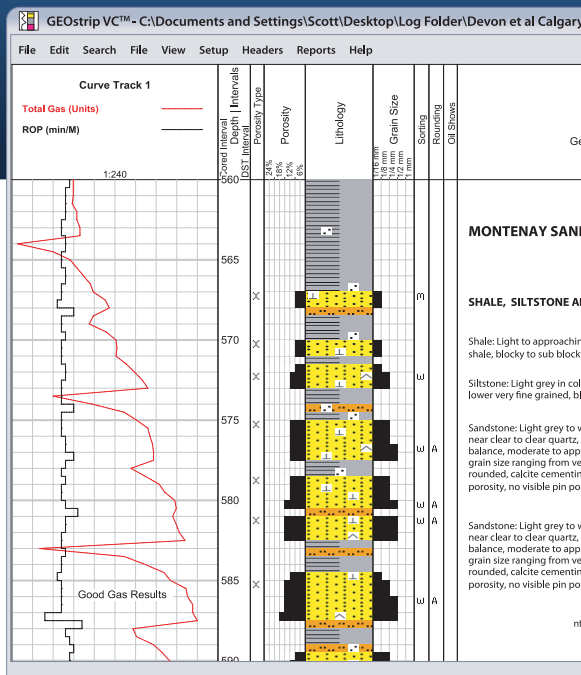 GEOstrip VC™- C:\Documents and Settings\Scott\Desktop\Log Folder\Devon et al Calgary
File Edit Search File View Setup Headers Reports Help
Curve Track 1
Total Gas (Units)
ROP (min/M)
1:240
Cored Interval
Depth | Intervals
DST Interval
Porosity Type
Porosity
24%
18%
12%
6%
Lithology
Grain Size
1/16 mm
1/8 mm
1/4 mm
1/2 mm
1 mm
Sorting
Rounding
Oil Shows
Ge
560
MONTENAY SAN
565
X
M
SHALE, SILTSTONE A
570
X
Shale: Light to approachin
shale, blocky to sub block
X
W
Siltstone: Light grey in col
lower very fine grained, bl
575
X
W A
Sandstone: Light grey to w
near clear to clear quartz,
balance, moderate to app
grain size ranging from ve
rounded, calcite cementin
porosity, no visible pin po
X
580
W A
X
W A
Sandstone: Light grey to w
near clear to clear quartz,
balance, moderate to app
grain size ranging from ve
rounded, calcite cementin
porosity, no visible pin po
585
X
Good Gas Results
W A
nt
590